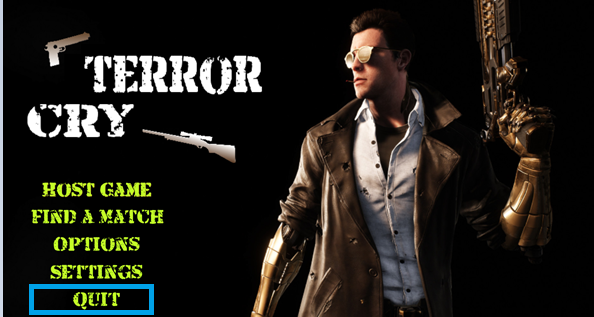 TERROR
CRY
HOST GAME
FIND A MATCH
OPTIONS
SETTINGS
QUIT